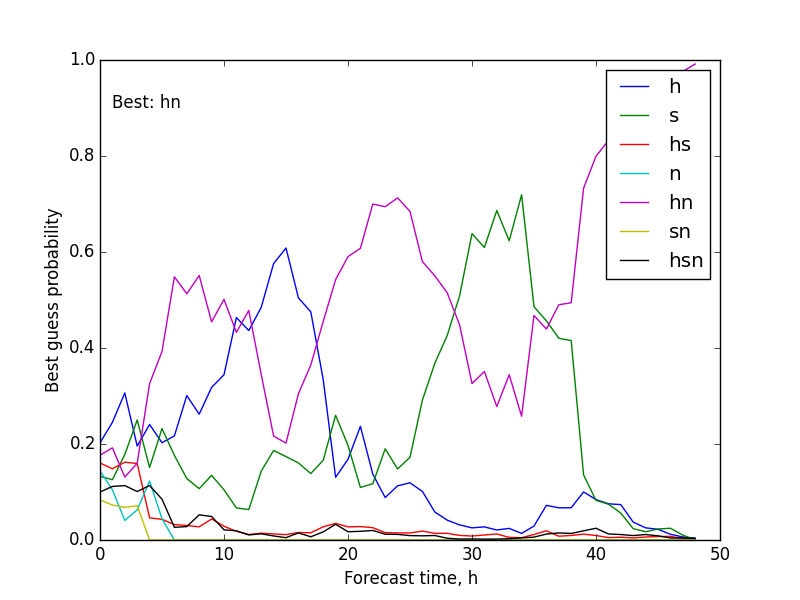 1.0
0.8
0.6
0.4
0.2
0.0
0
10
20
30
40
50
Best guess probability
Forecast time, h
Best: hn
h
s
hs
n
hn
sn
hsn